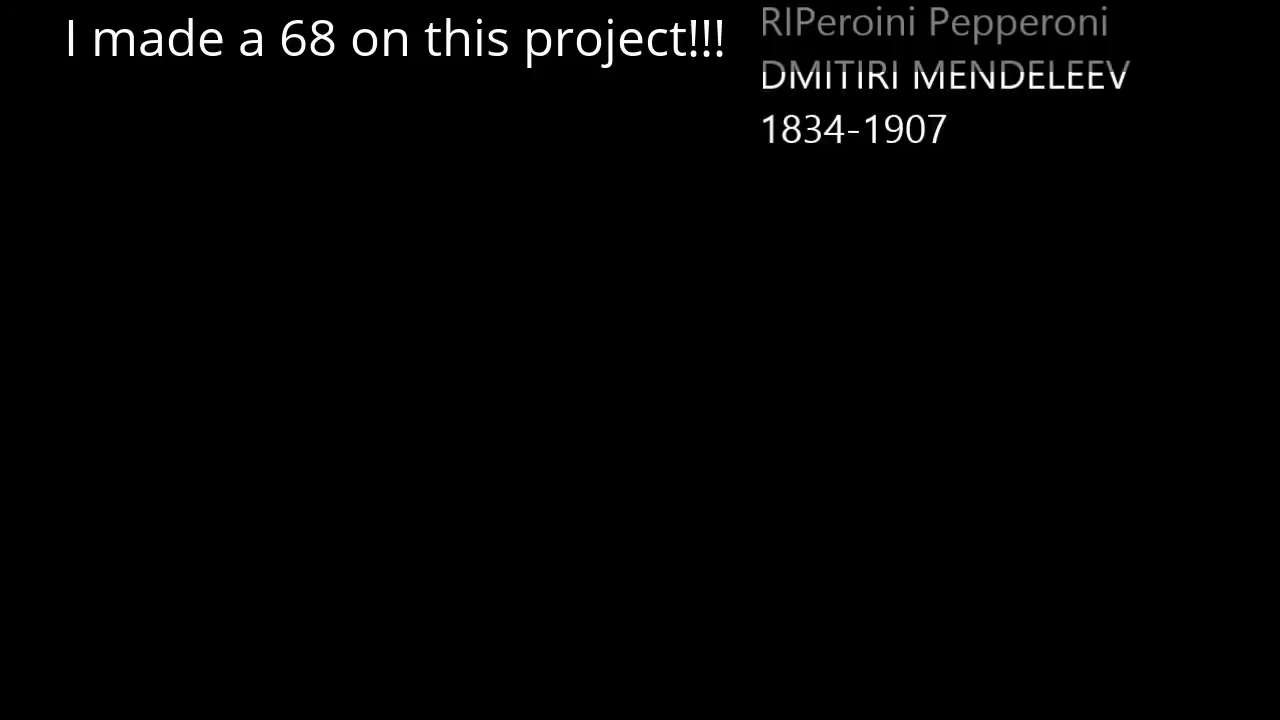 I made a 68 on this project!!!
RIPeroini Pepperoni
DMITIRI MENDELEEV
1834-1907